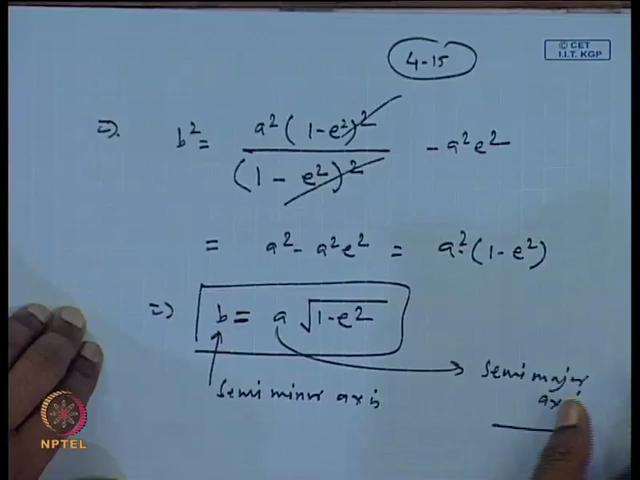 4-15
© CET
I.I.T. KGP
⇒ b² = a²(1-e²)² / (1-e²)² - a²e²
= a² - a²e² = a²·(1-e²)
⇒ b = a √(1-e²)
Semi minor axis
Semi major
NPTEL